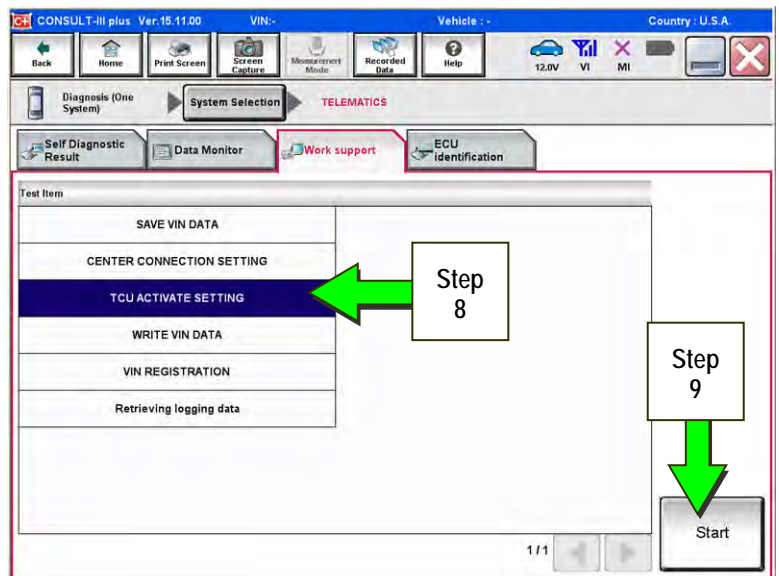 CONSULT-III plus Ver.15.11.00 VIN:- Vehicle : - Country : U.S.A.
Back
Home
Print Screen
Screen
Capture
Measurement
Mode
Recorded
Data
Help
12.0V
VI
MI
Diagnosis (One
System)
System Selection
TELEMATICS
Self Diagnostic
Result
Data Monitor
Work support
ECU
identification
Test Item
SAVE VIN DATA
CENTER CONNECTION SETTING
TCU ACTIVATE SETTING
WRITE VIN DATA
VIN REGISTRATION
Retrieving logging data
Step
8
Step
9
1/1
Start